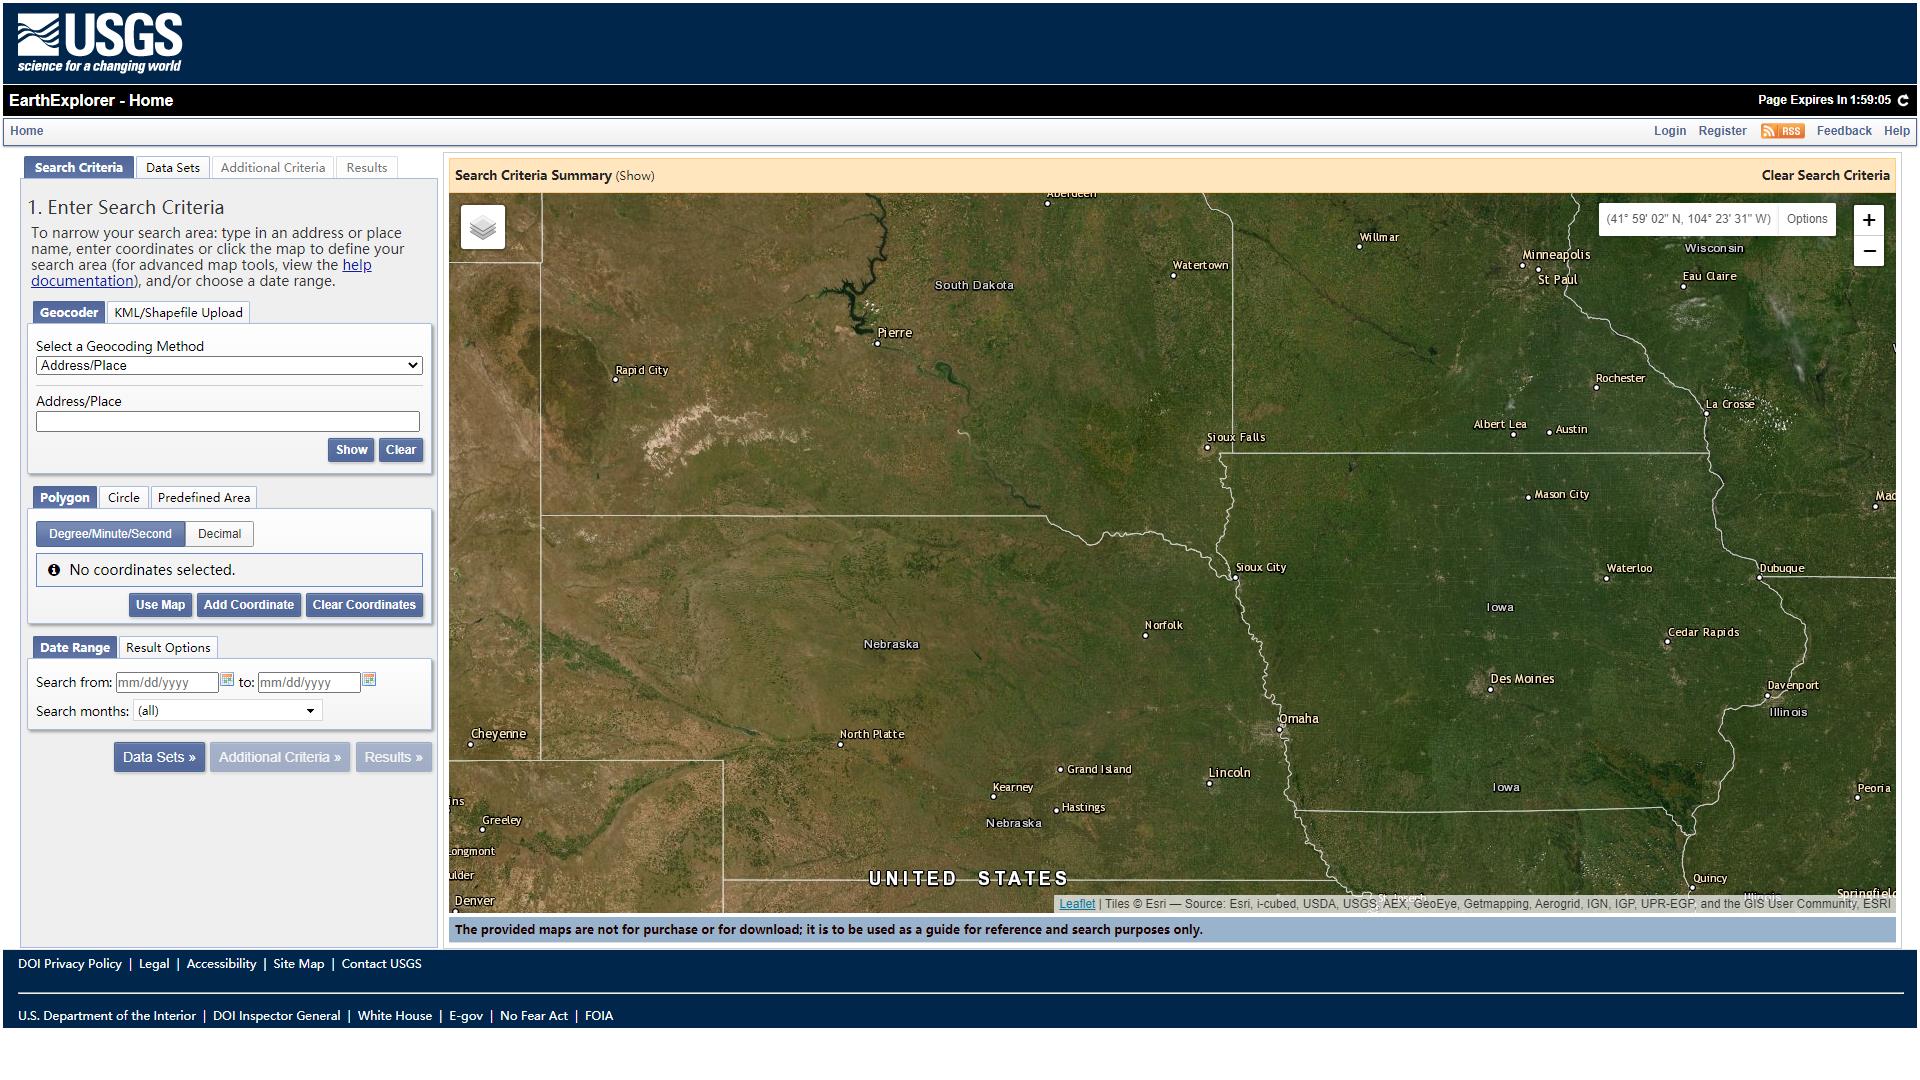 USGS
science for a changing world
EarthExplorer - Home
Page Expires In 1:59:05
Home
Login Register RSS Feedback Help
Search Criteria Data Sets Additional Criteria Results
1. Enter Search Criteria
To narrow your search area: type in an address or place
name, enter coordinates or click the map to define your
search area (for advanced map tools, view the help
documentation), and/or choose a date range.
Geocoder KML/Shapefile Upload
Select a Geocoding Method
Address/Place
Address/Place
Show Clear
Polygon Circle Predefined Area
Degree/Minute/Second Decimal
No coordinates selected.
Use Map Add Coordinate Clear Coordinates
Date Range Result Options
Search from: mm/dd/yyyy to: mm/dd/yyyy
Search months: (all)
Data Sets » Additional Criteria » Results »
Search Criteria Summary (Show)
Clear Search Criteria
(41° 59' 02" N, 104° 23' 31" W) Options
+
−
Aberdeen
Willmar
Minneapolis
Wisconsin
Watertown
St Paul
Eau Claire
South Dakota
Pierre
Rapid City
Rochester
La Crosse
Albert Lea
Austin
Sioux Falls
Mason City
Mad
Sioux City
Waterloo
Dubuque
Iowa
Norfolk
Cedar Rapids
Nebraska
Des Moines
Davenport
Illinois
Omaha
Cheyenne
North Platte
Grand Island
Lincoln
Kearney
Iowa
Peoria
ins
Hastings
Greeley
Nebraska
Longmont
ulder
UNITED STATES
Quincy
Denver
Illinois
Springfield
Leaflet | Tiles © Esri — Source: Esri, i-cubed, USDA, USGS, AEX, GeoEye, Getmapping, Aerogrid, IGN, IGP, UPR-EGP, and the GIS User Community, ESRI
The provided maps are not for purchase or for download; it is to be used as a guide for reference and search purposes only.
DOI Privacy Policy | Legal | Accessibility | Site Map | Contact USGS
U.S. Department of the Interior | DOI Inspector General | White House | E-gov | No Fear Act | FOIA